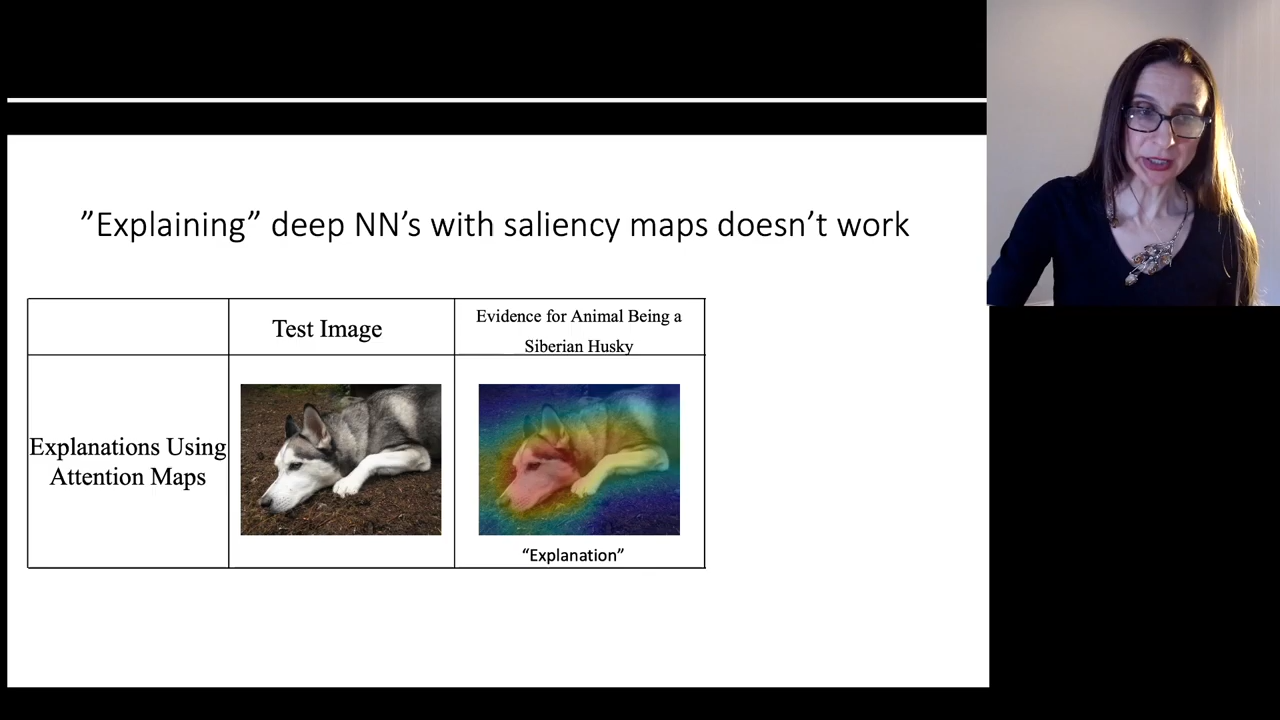 ”Explaining” deep NN’s with saliency maps doesn’t work
Test Image
Evidence for Animal Being a
Siberian Husky
Explanations Using
Attention Maps
“Explanation”